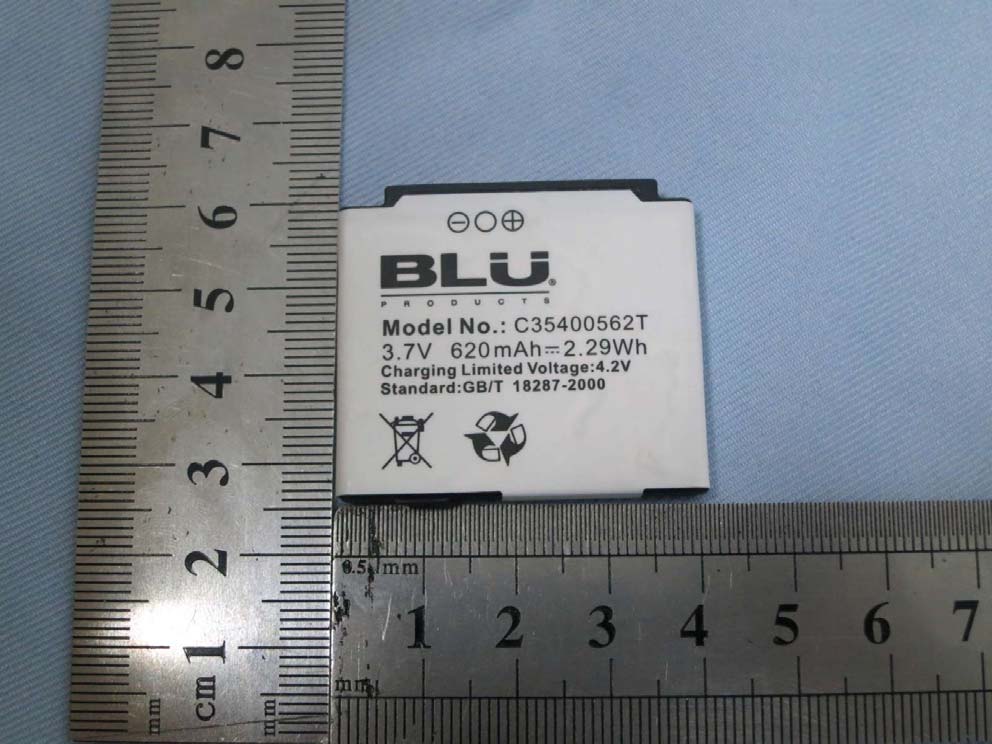 8
7
6
5
4
3
2
1
cm
mm
mm
⊖○⊕
BLU®
PRODUCTS
Model No.: C35400562T
3.7V 620mAh⎓2.29Wh
Charging Limited Voltage:4.2V
Standard:GB/T 18287-2000
0.5 mm
1 2 3 4 5 6 7
mm